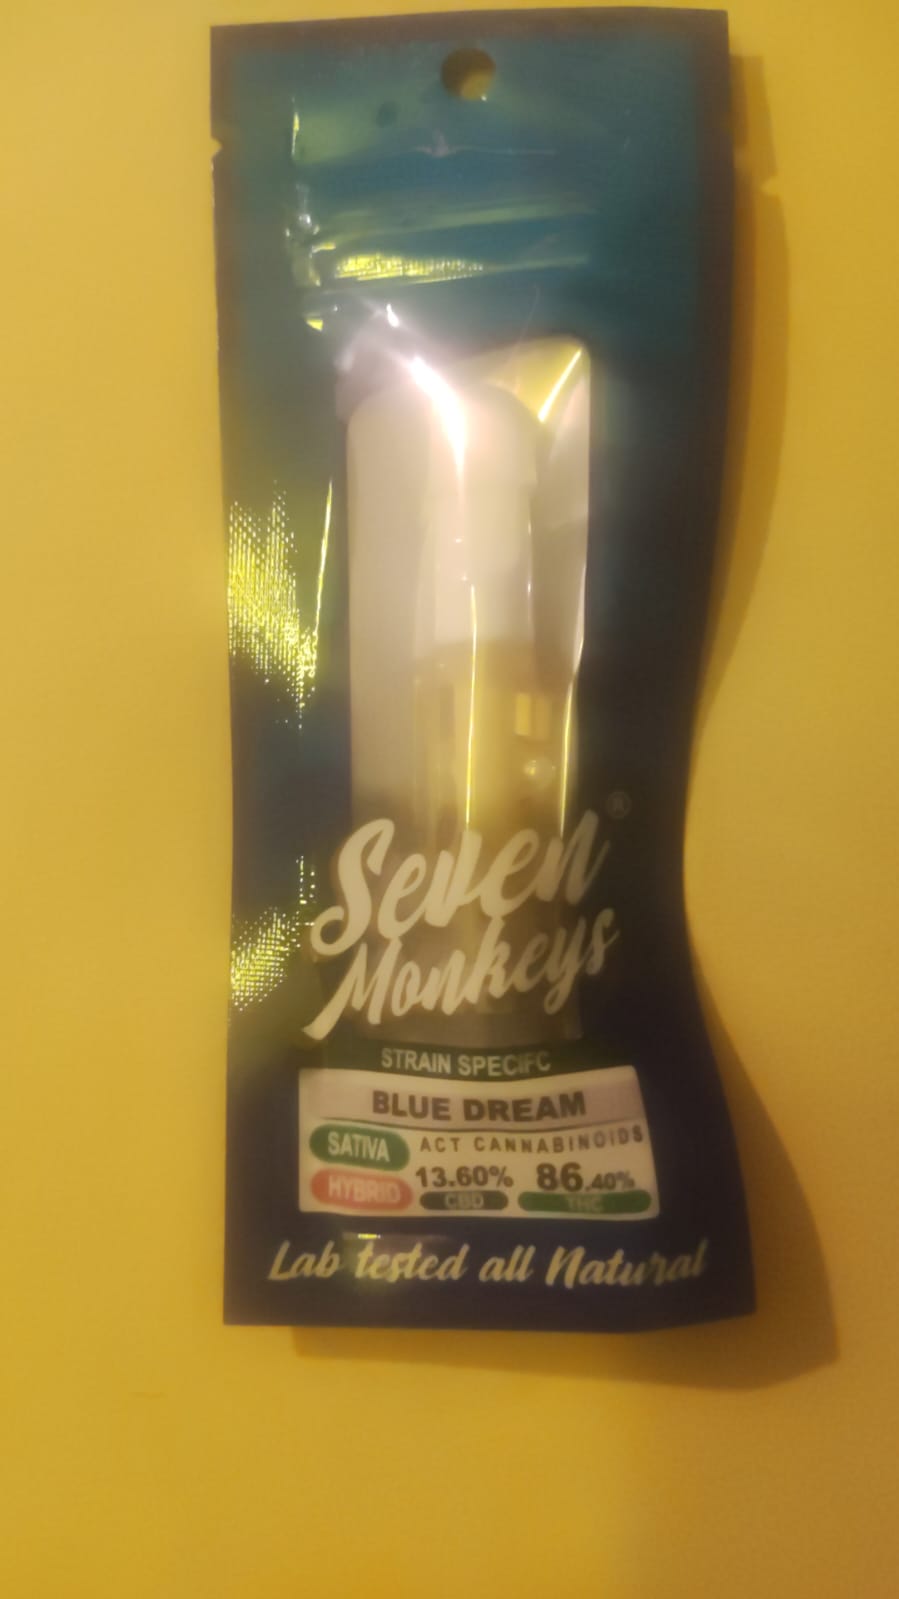 Seven ®
Monkeys
STRAIN SPECIFC
BLUE DREAM
SATIVA ACT CANNABINOIDS
HYBRID 13.60% 86.40%
CBD THC
Lab tested all Natural